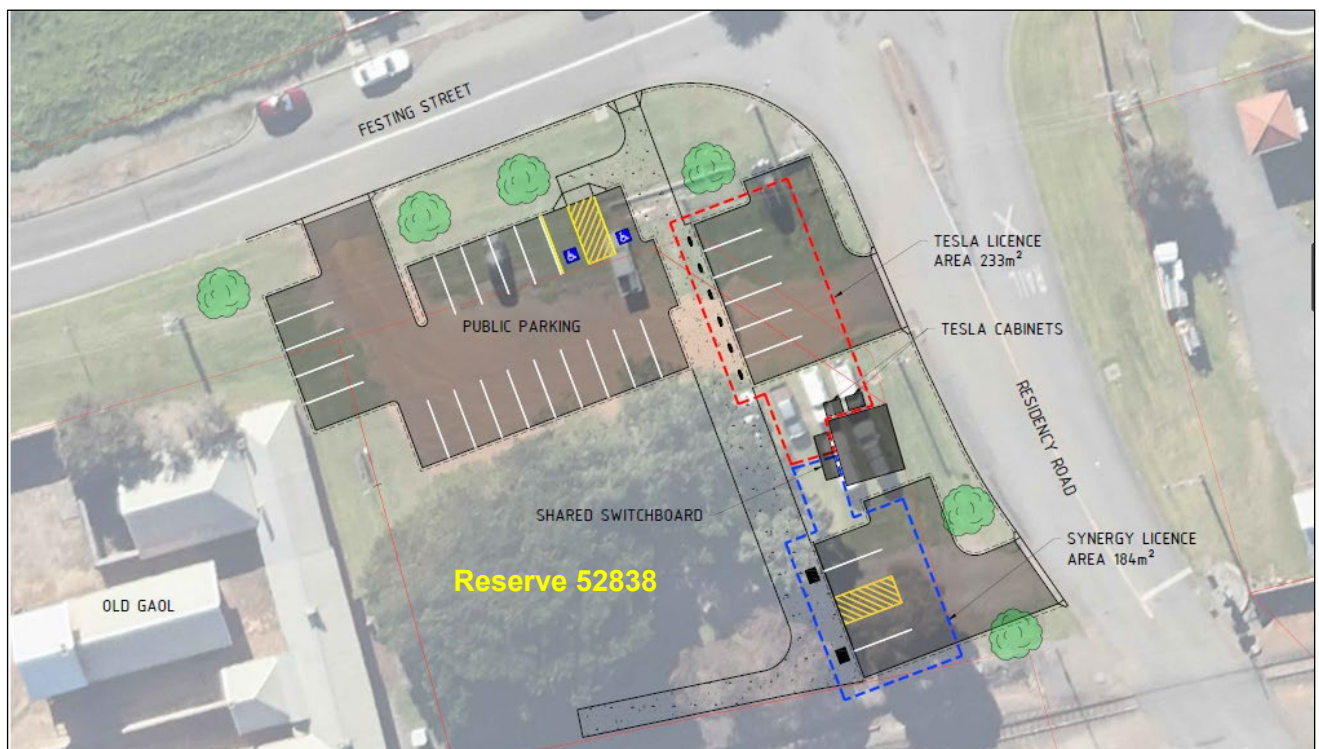 FESTING STREET
TESLA LICENCE
AREA 233m²
TESLA CABINETS
PUBLIC PARKING
RESIDENCY ROAD
SHARED SWITCHBOARD
SYNERGY LICENCE
AREA 184m²
Reserve 52838
OLD GAOL